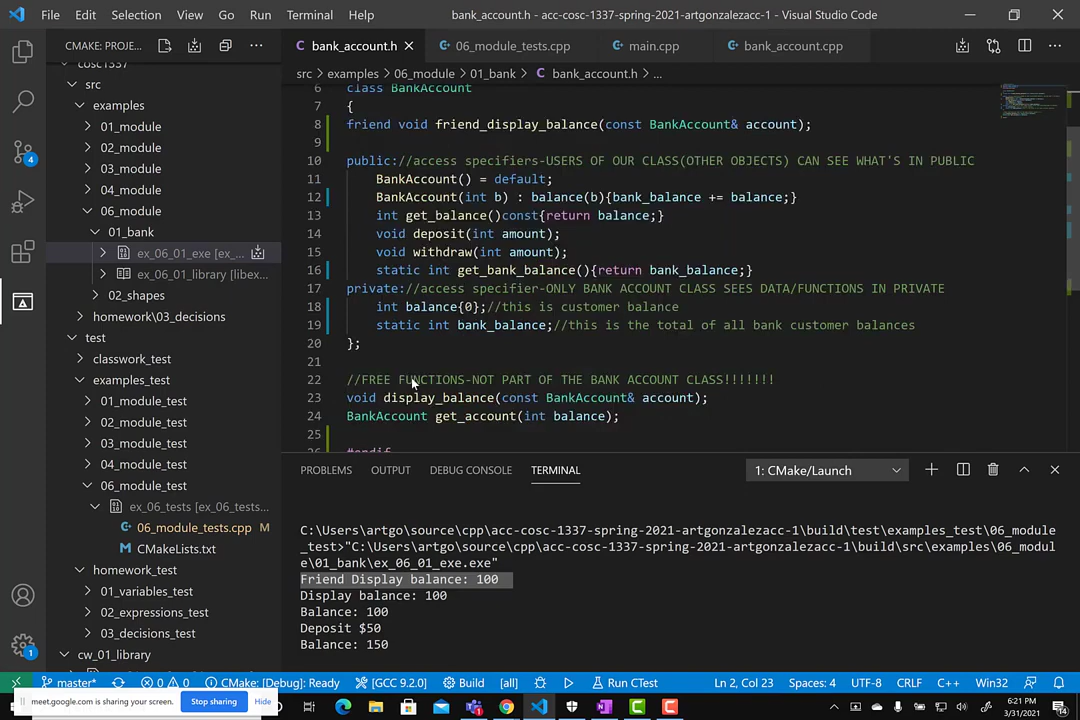 File Edit Selection View Go Run Terminal Help bank_account.h - acc-cosc-1337-spring-2021-artgonzalezacc-1 - Visual Studio Code
CMAKE: PROJE...
bank_account.h 06_module_tests.cpp main.cpp bank_account.cpp
src > examples > 06_module > 01_bank > bank_account.h > ...
cosc1337
src
examples
01_module
02_module
03_module
04_module
06_module
01_bank
ex_06_01_exe [ex_...
ex_06_01_library [libex...
02_shapes
homework\03_decisions
test
classwork_test
examples_test
01_module_test
02_module_test
03_module_test
04_module_test
06_module_test
ex_06_tests [ex_06_tests...
06_module_tests.cpp M
CMakeLists.txt
homework_test
01_variables_test
02_expressions_test
03_decisions_test
cw_01_library
4
1
6 class BankAccount
7 {
8 friend void friend_display_balance(const BankAccount& account);
9
10 public://access specifiers-USERS OF OUR CLASS(OTHER OBJECTS) CAN SEE WHAT'S IN PUBLIC
11 BankAccount() = default;
12 BankAccount(int b) : balance(b){bank_balance += balance;}
13 int get_balance()const{return balance;}
14 void deposit(int amount);
15 void withdraw(int amount);
16 static int get_bank_balance(){return bank_balance;}
17 private://access specifier-ONLY BANK ACCOUNT CLASS SEES DATA/FUNCTIONS IN PRIVATE
18 int balance{0};//this is customer balance
19 static int bank_balance;//this is the total of all bank customer balances
20 };
21
22 //FREE FUNCTIONS-NOT PART OF THE BANK ACCOUNT CLASS!!!!!!!
23 void display_balance(const BankAccount& account);
24 BankAccount get_account(int balance);
25
26 #endif
PROBLEMS OUTPUT DEBUG CONSOLE TERMINAL 1: CMake/Launch
C:\Users\artgo\source\cpp\acc-cosc-1337-spring-2021-artgonzalezacc-1\build\test\examples_test\06_module
_test>"C:\Users\artgo\source\cpp\acc-cosc-1337-spring-2021-artgonzalezacc-1\build\src\examples\06_modul
e\01_bank\ex_06_01_exe.exe"
Friend Display balance: 100
Display balance: 100
Balance: 100
Deposit $50
Balance: 150
master* 0 0 CMake: [Debug]: Ready [GCC 9.2.0] Build [all] Run CTest Ln 2, Col 23 Spaces: 4 UTF-8 CRLF C++ Win32
meet.google.com is sharing your screen. Stop sharing Hide
6:21 PM
3/31/2021
14